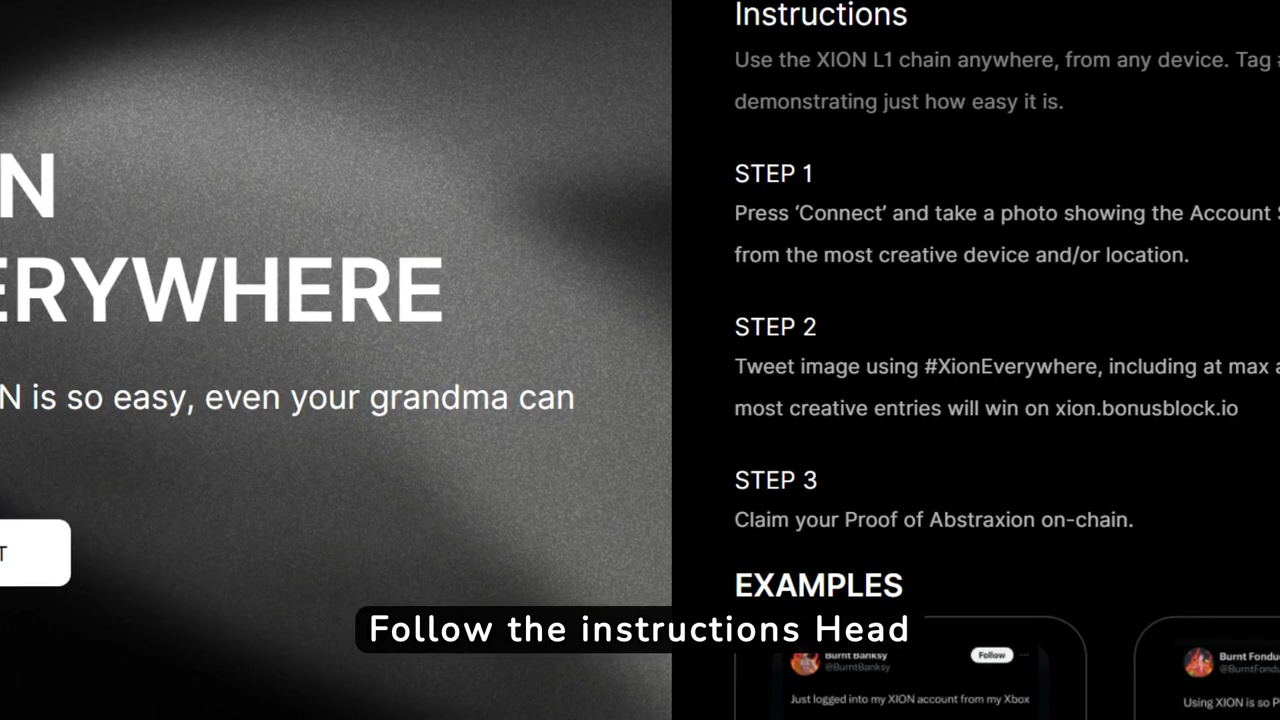 N
ERYWHERE
N is so easy, even your grandma can
T
Instructions
Use the XION L1 chain anywhere, from any device. Tag
demonstrating just how easy it is.
STEP 1
Press ‘Connect’ and take a photo showing the Account
from the most creative device and/or location.
STEP 2
Tweet image using #XionEverywhere, including at max a
most creative entries will win on xion.bonusblock.io
STEP 3
Claim your Proof of Abstraxion on-chain.
EXAMPLES
Follow the instructions Head
Burnt Banksy
@BurntBanksy
Follow
Just logged into my XION account from my Xbox
Burnt Fondu
@BurntFondu
Using XION is so P